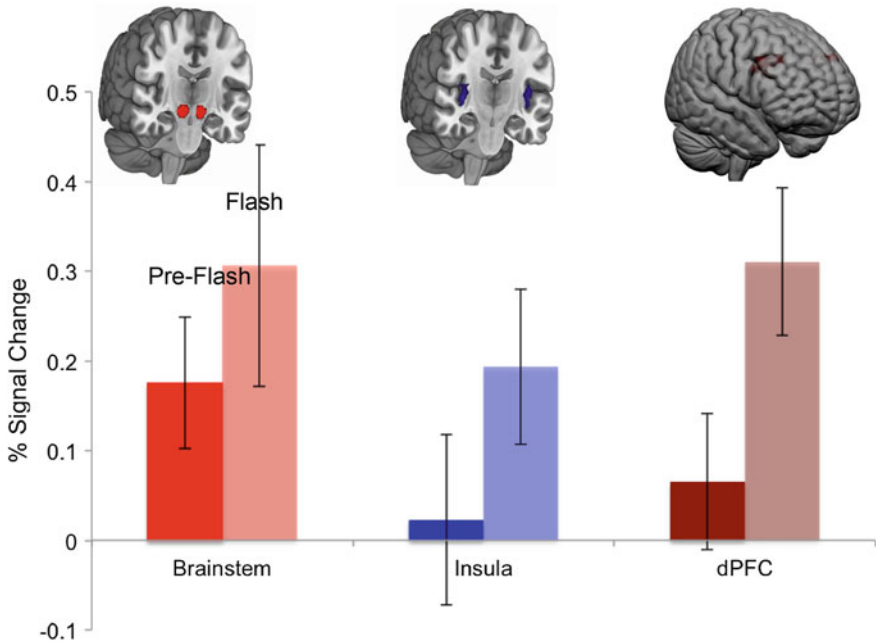 0.5
0.4
Flash
0.3
Pre-Flash
0.2
% Signal Change
0.1
0
Brainstem Insula dPFC
-0.1